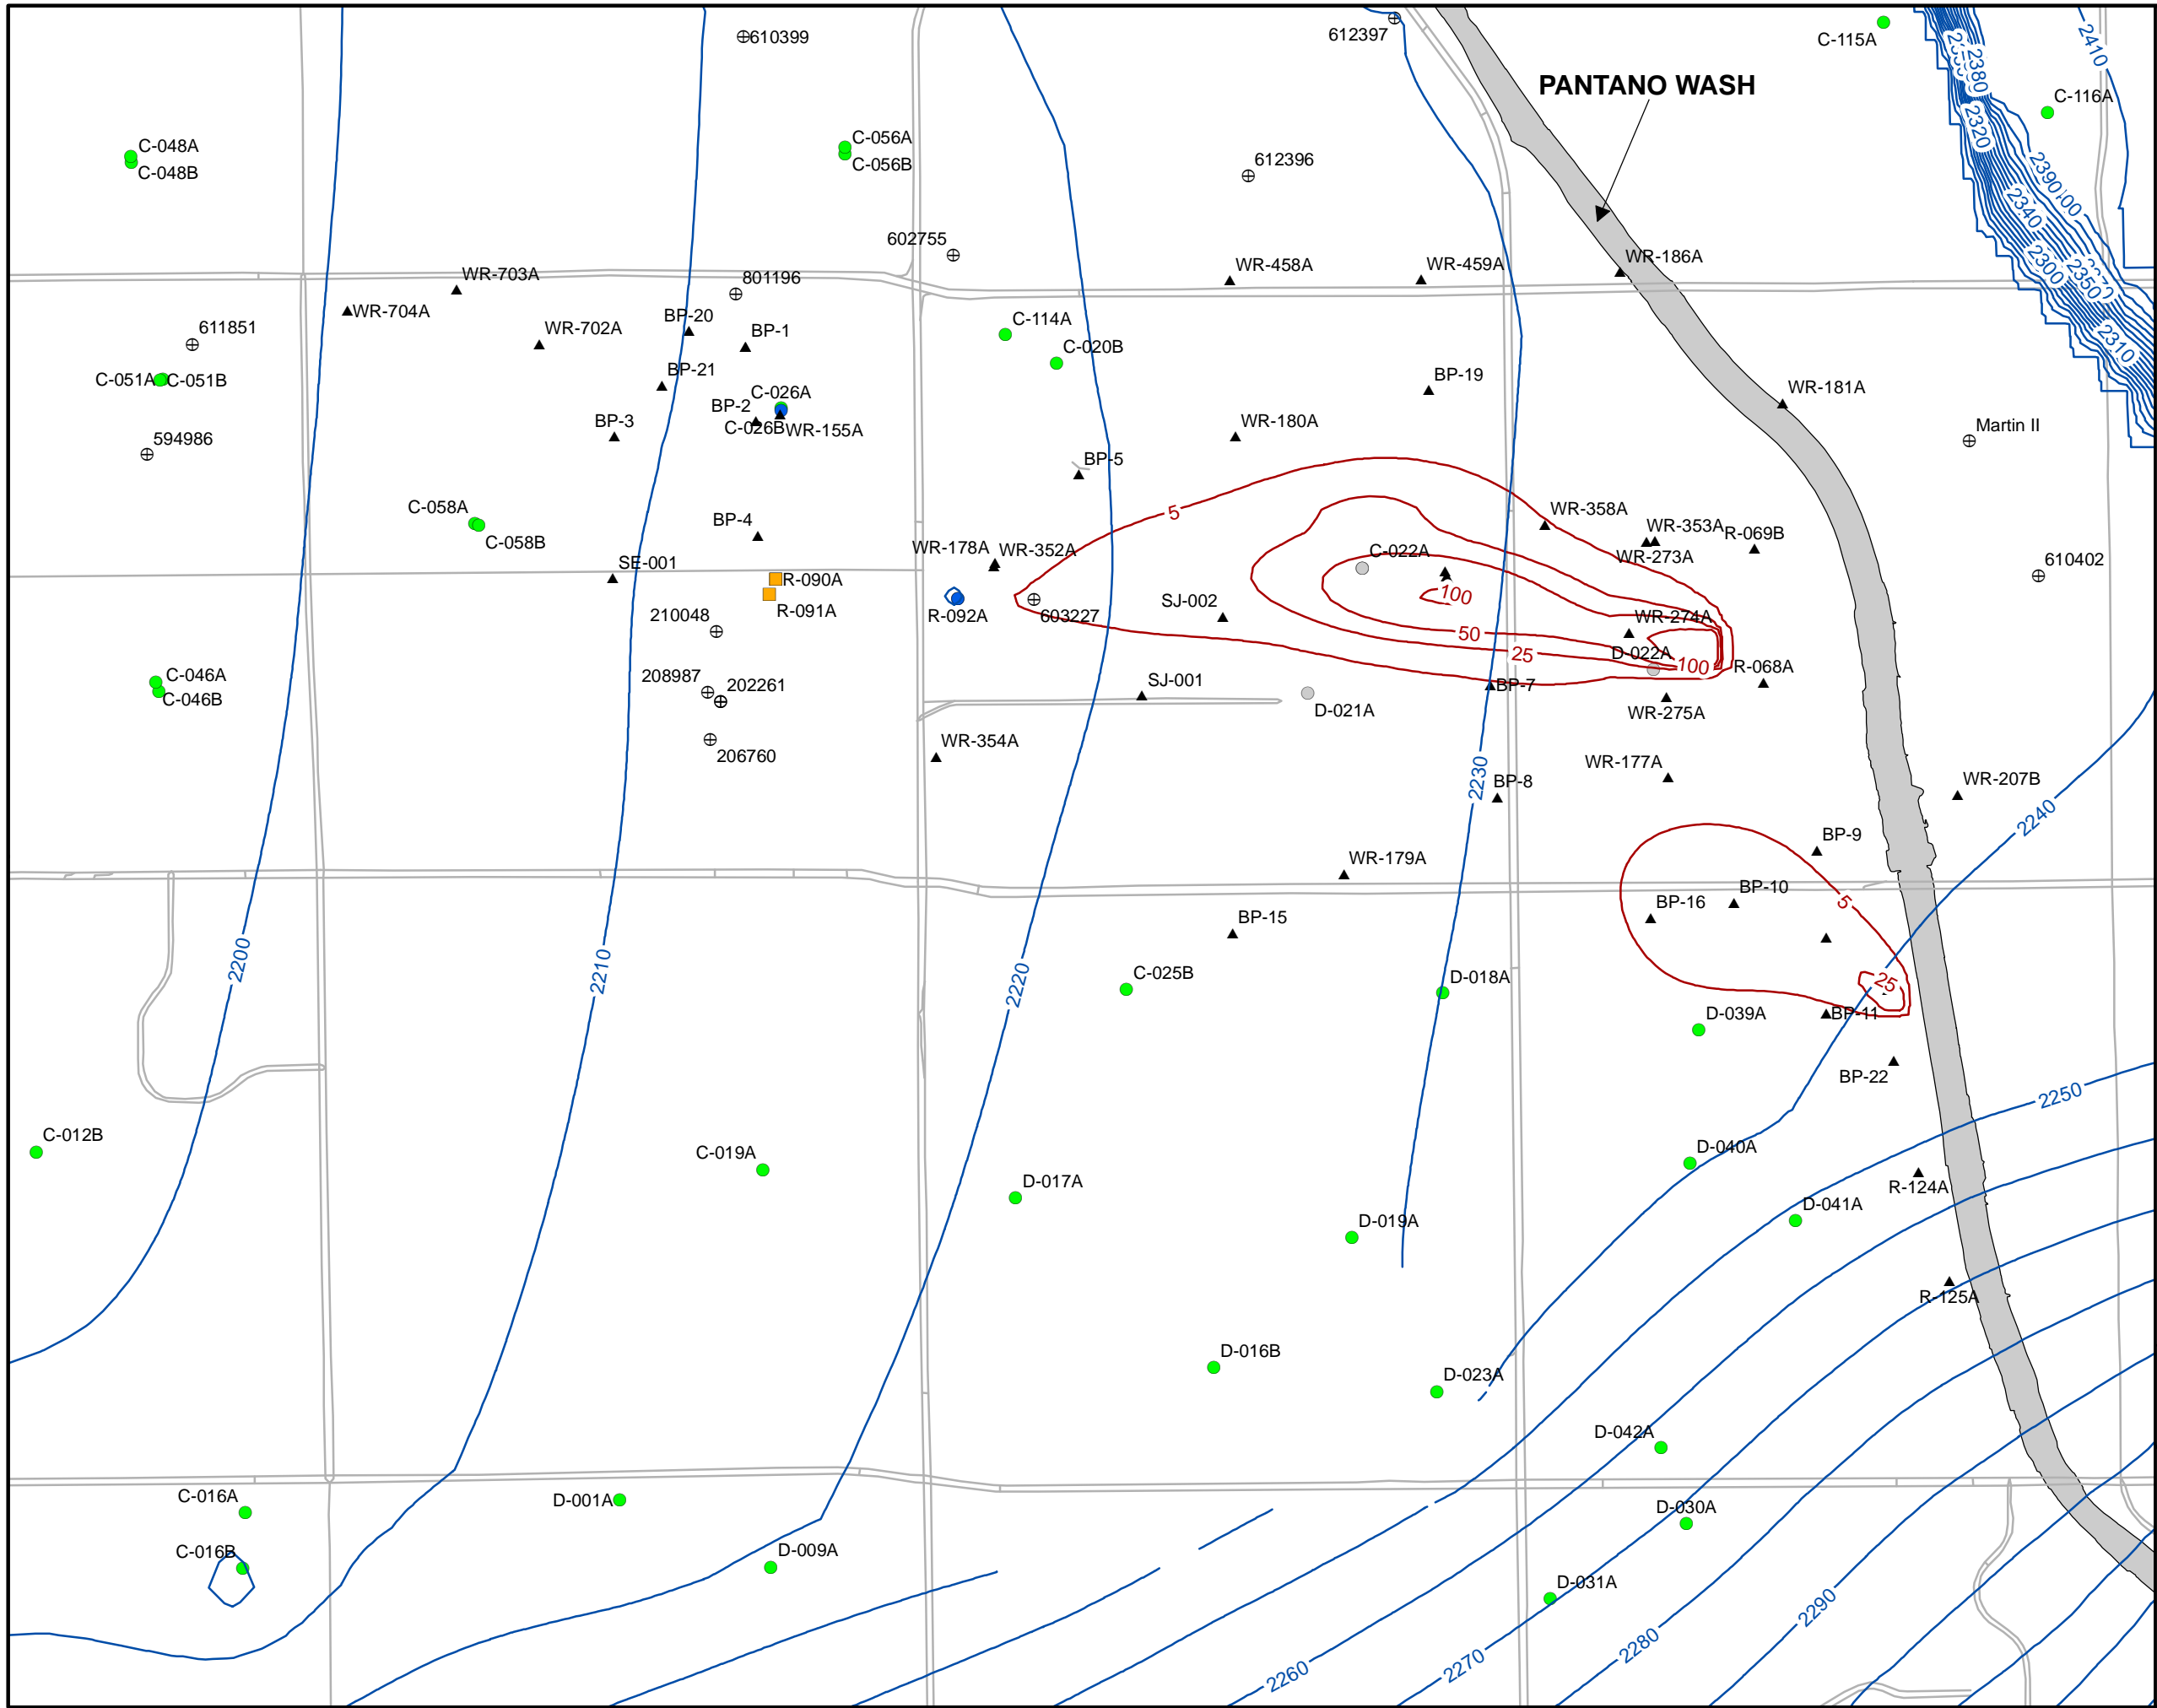 610399
612397
C-115A
2410
2380
PANTANO WASH
C-116A
2320
C-048A
C-048B
C-056A
C-056B
612396
2390
2340
602755
WR-703A
801196
WR-458A
WR-459A
WR-186A
2300
2350
WR-704A
611851
WR-702A
BP-20
BP-1
C-114A
C-020B
2310
C-051A
C-051B
BP-21
BP-19
WR-181A
C-026A
BP-2
C-026B
WR-155A
BP-3
WR-180A
Martin II
594986
BP-5
C-058A
C-058B
BP-4
5
WR-358A
WR-353A
R-069B
WR-273A
WR-178A
WR-352A
C-022A
SE-001
R-090A
R-091A
610402
100
210048
R-092A
603227
SJ-002
WR-274A
50
25
D-022A
100
R-068A
C-046A
C-046B
208987
202261
SJ-001
BP-7
D-021A
WR-275A
206760
WR-354A
2230
WR-177A
BP-8
WR-207B
2240
BP-9
WR-179A
BP-10
BP-16
5
BP-15
2200
2210
2220
C-025B
D-018A
25
D-039A
BP-11
BP-22
2250
C-012B
C-019A
D-040A
D-017A
R-124A
D-041A
D-019A
R-125A
D-016B
D-023A
D-042A
C-016A
D-001A
D-030A
C-016B
D-009A
D-031A
2290
2280
2270
2260